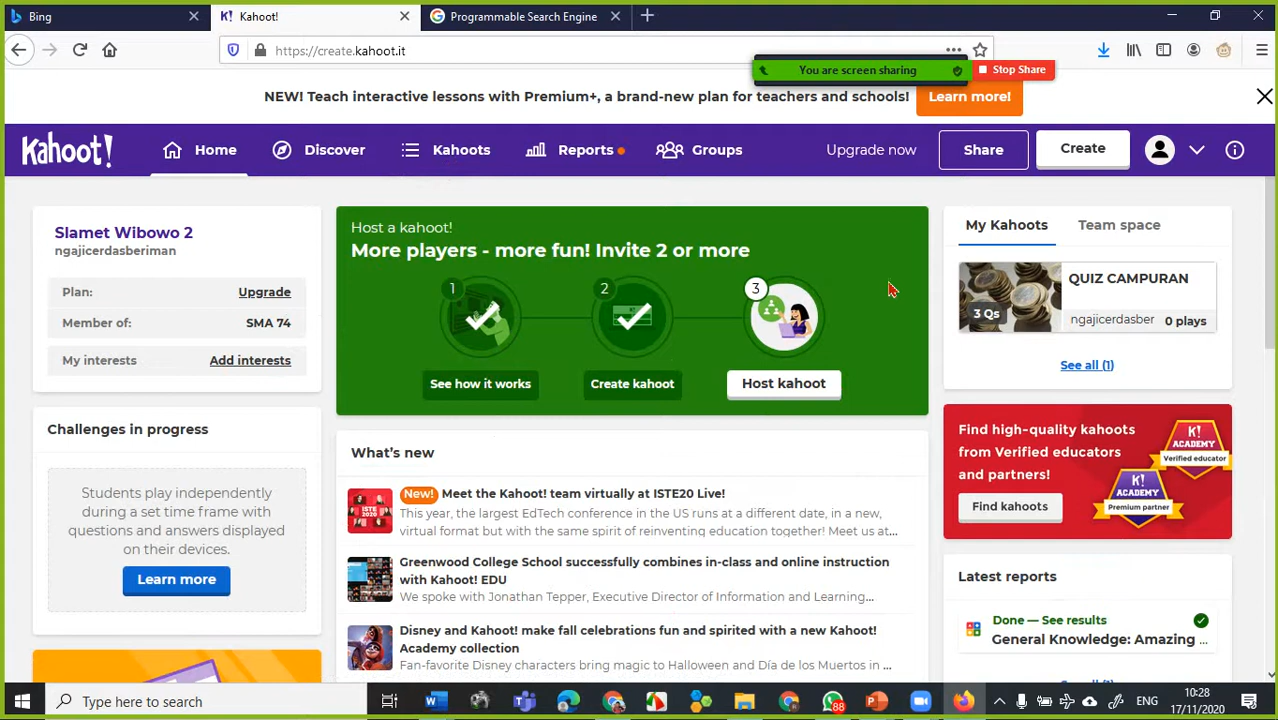 Bing
K! Kahoot!
Programmable Search Engine
https://create.kahoot.it
You are screen sharing
Stop Share
NEW! Teach interactive lessons with Premium+, a brand-new plan for teachers and schools!
Learn more!
Kahoot!
Home
Discover
Kahoots
Reports
Groups
Upgrade now
Share
Create
Slamet Wibowo 2
ngajicerdasberiman
Plan: Upgrade
Member of: SMA 74
My interests Add interests
Challenges in progress
Students play independently
during a set time frame with
questions and answers displayed
on their devices.
Learn more
Host a kahoot!
More players - more fun! Invite 2 or more
1
2
3
See how it works
Create kahoot
Host kahoot
What's new
ISTE 2020
New! Meet the Kahoot! team virtually at ISTE20 Live!
This year, the largest EdTech conference in the US runs at a different date, in a new,
virtual format but with the same spirit of reinventing education together! Meet us at...
Greenwood College School successfully combines in-class and online instruction
with Kahoot! EDU
We spoke with Jonathan Tepper, Executive Director of Information and Learning...
Disney and Kahoot! make fall celebrations fun and spirited with a new Kahoot!
Academy collection
Fan-favorite Disney characters bring magic to Halloween and Día de los Muertos in ...
My Kahoots
Team space
3 Qs
QUIZ CAMPURAN
ngajicerdasber 0 plays
See all (1)
Find high-quality kahoots
from Verified educators
and partners!
Find kahoots
K!
ACADEMY
Verified educator
K!
ACADEMY
Premium partner
Latest reports
Done — See results
General Knowledge: Amazing ...
Type here to search
88
ENG
10:28
17/11/2020